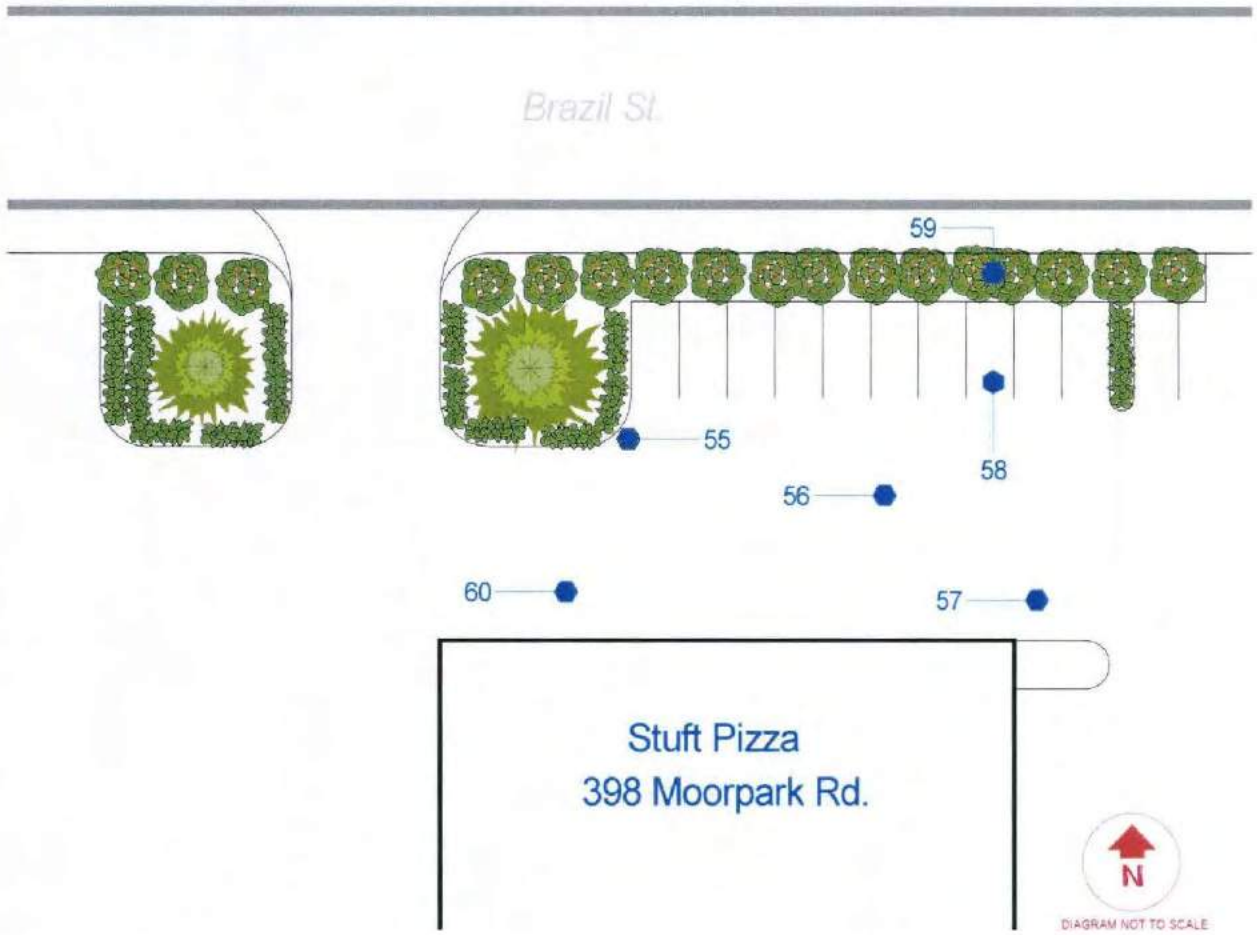 Brazil St.
59
55
58
56
60
57
Stuft Pizza
398 Moorpark Rd.
N
DIAGRAM NOT TO SCALE